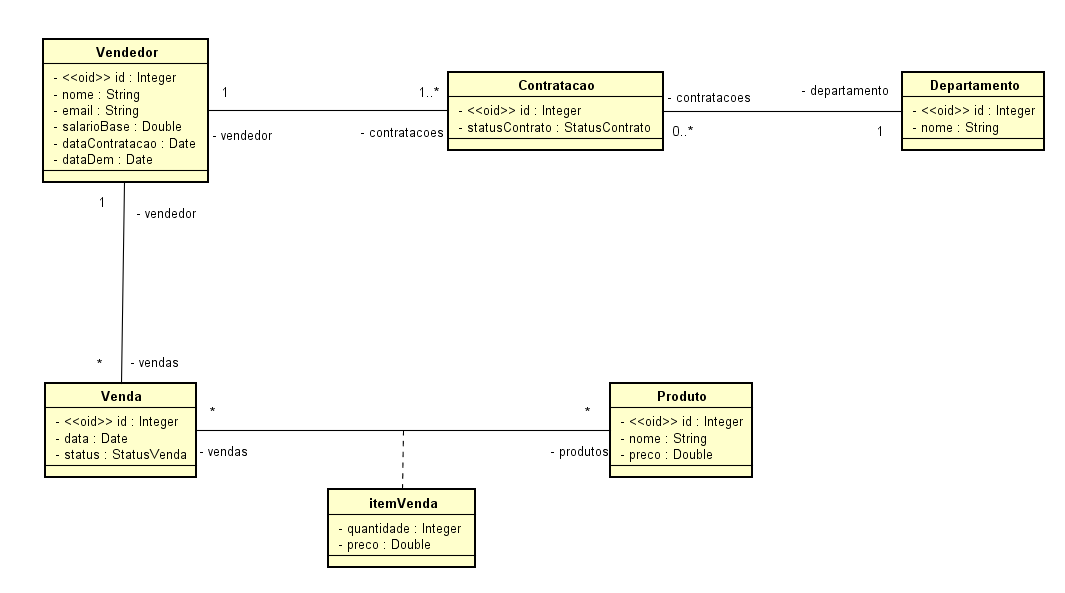 Vendedor
- <<oid>> id : Integer
- nome : String
- email : String
- salarioBase : Double
- dataContratacao : Date
- dataDem : Date
1
- vendedor
1..*
- contratacoes
Contratacao
- <<oid>> id : Integer
- statusContrato : StatusContrato
- contratacoes
0..*
- departamento
1
Departamento
- <<oid>> id : Integer
- nome : String
1
- vendedor
*
- vendas
Venda
- <<oid>> id : Integer
- data : Date
- status : StatusVenda
*
- vendas
*
- produtos
Produto
- <<oid>> id : Integer
- nome : String
- preco : Double
itemVenda
- quantidade : Integer
- preco : Double